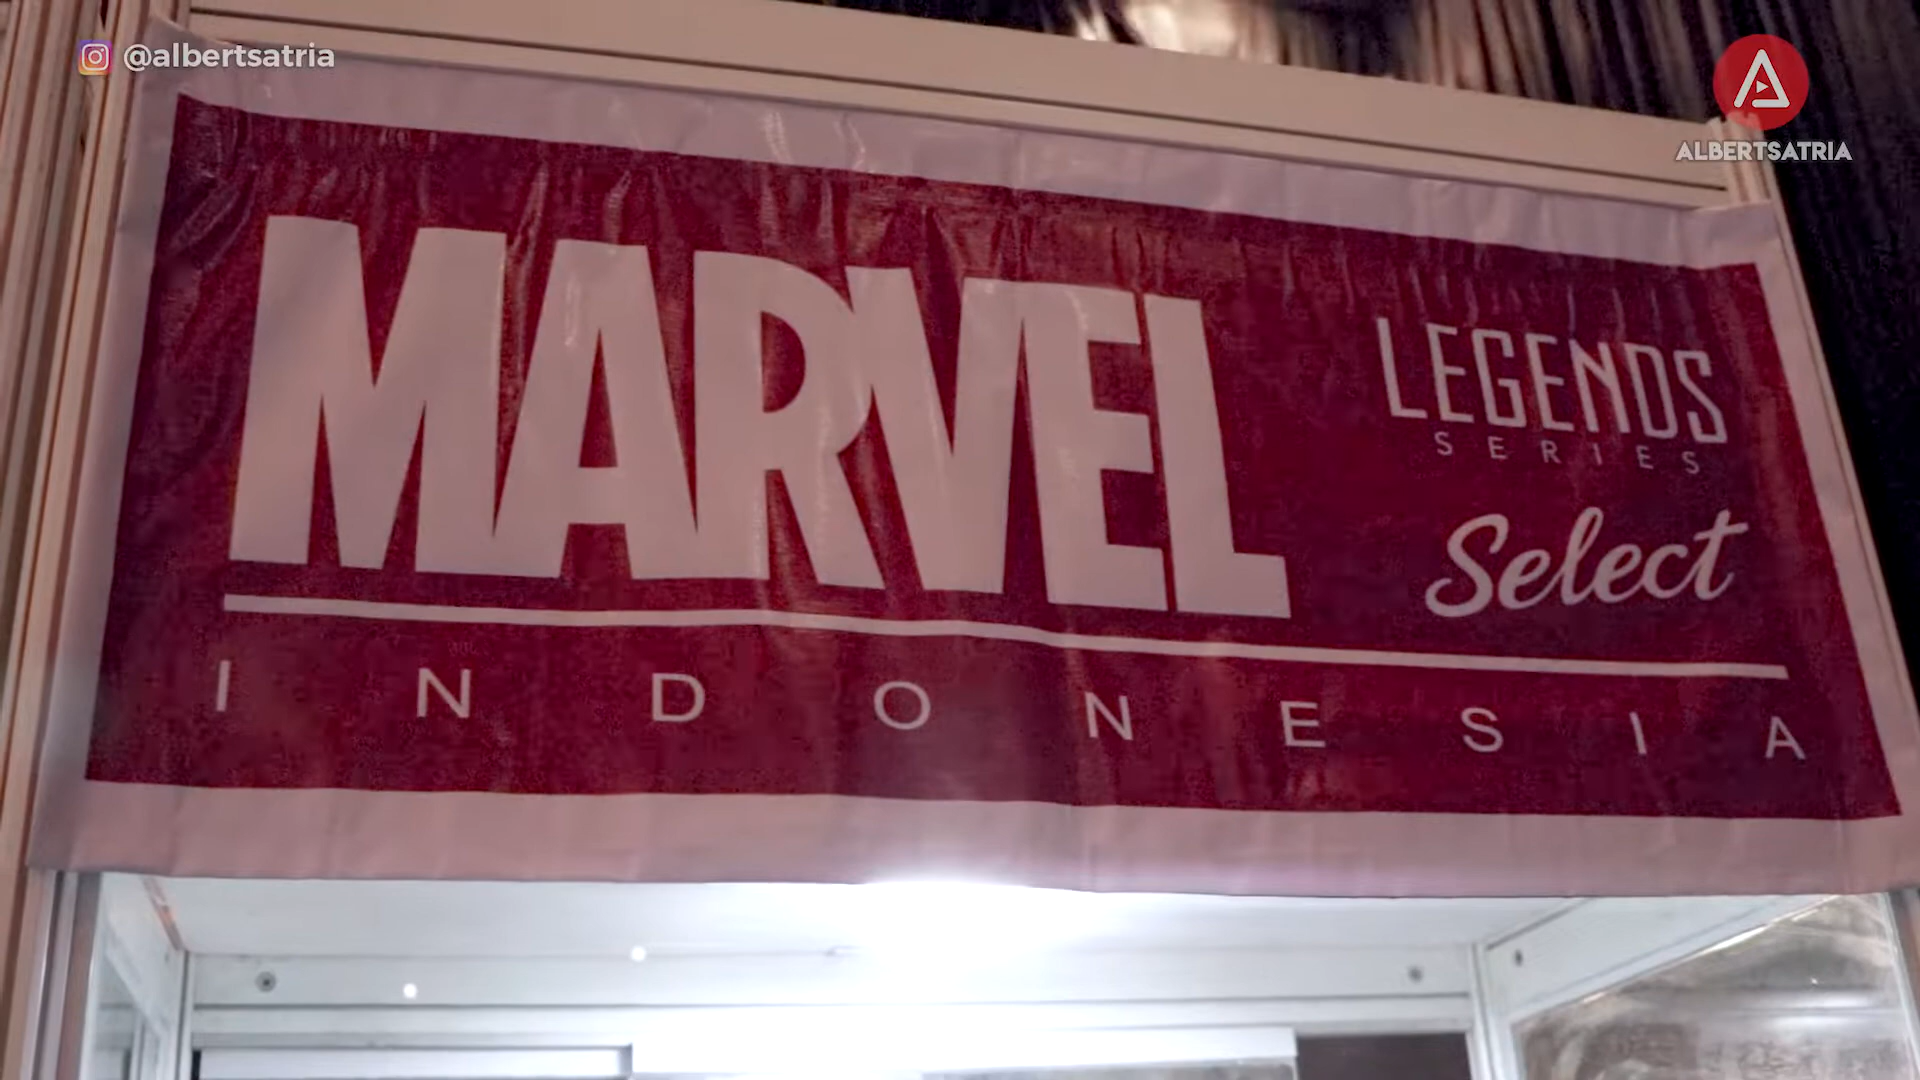 @albertsatria
ALBERTSATRIA
MARVEL
LEGENDS
SERIES
Select
INDONESIA